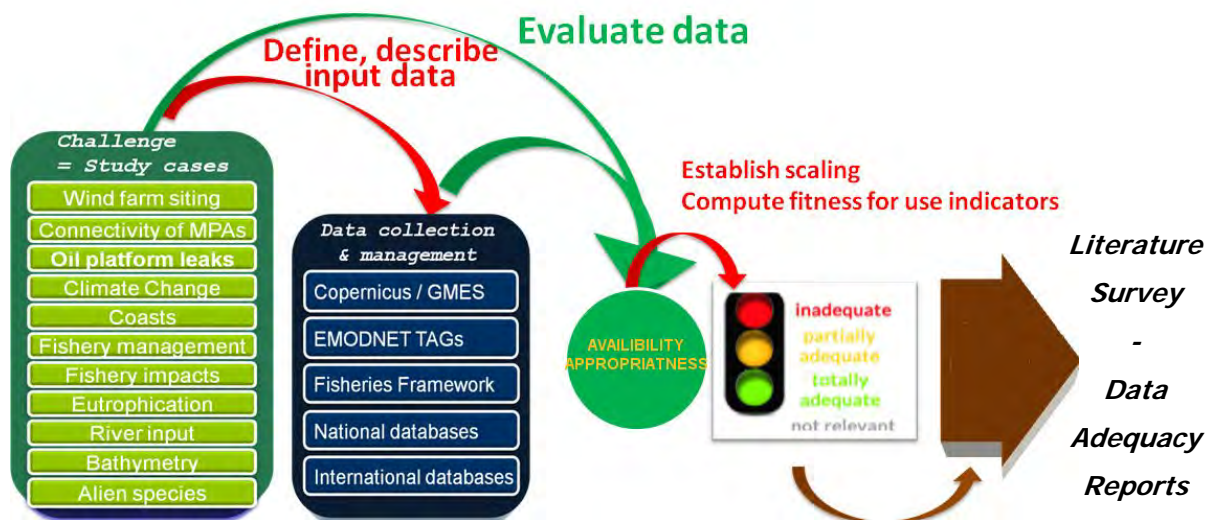 Evaluate data
Define, describe
input data
Challenge
= Study cases
Wind farm siting
Connectivity of MPAs
Oil platform leaks
Climate Change
Coasts
Fishery management
Fishery impacts
Eutrophication
River input
Bathymetry
Alien species
Data collection
& management
Copernicus / GMES
EMODNET TAGs
Fisheries Framework
National databases
International databases
AVAILIBILITY
APPROPRIATNESS
Establish scaling
Compute fitness for use indicators
inadequate
partially
adequate
totally
adequate
not relevant
Literature
Survey
-
Data
Adequacy
Reports